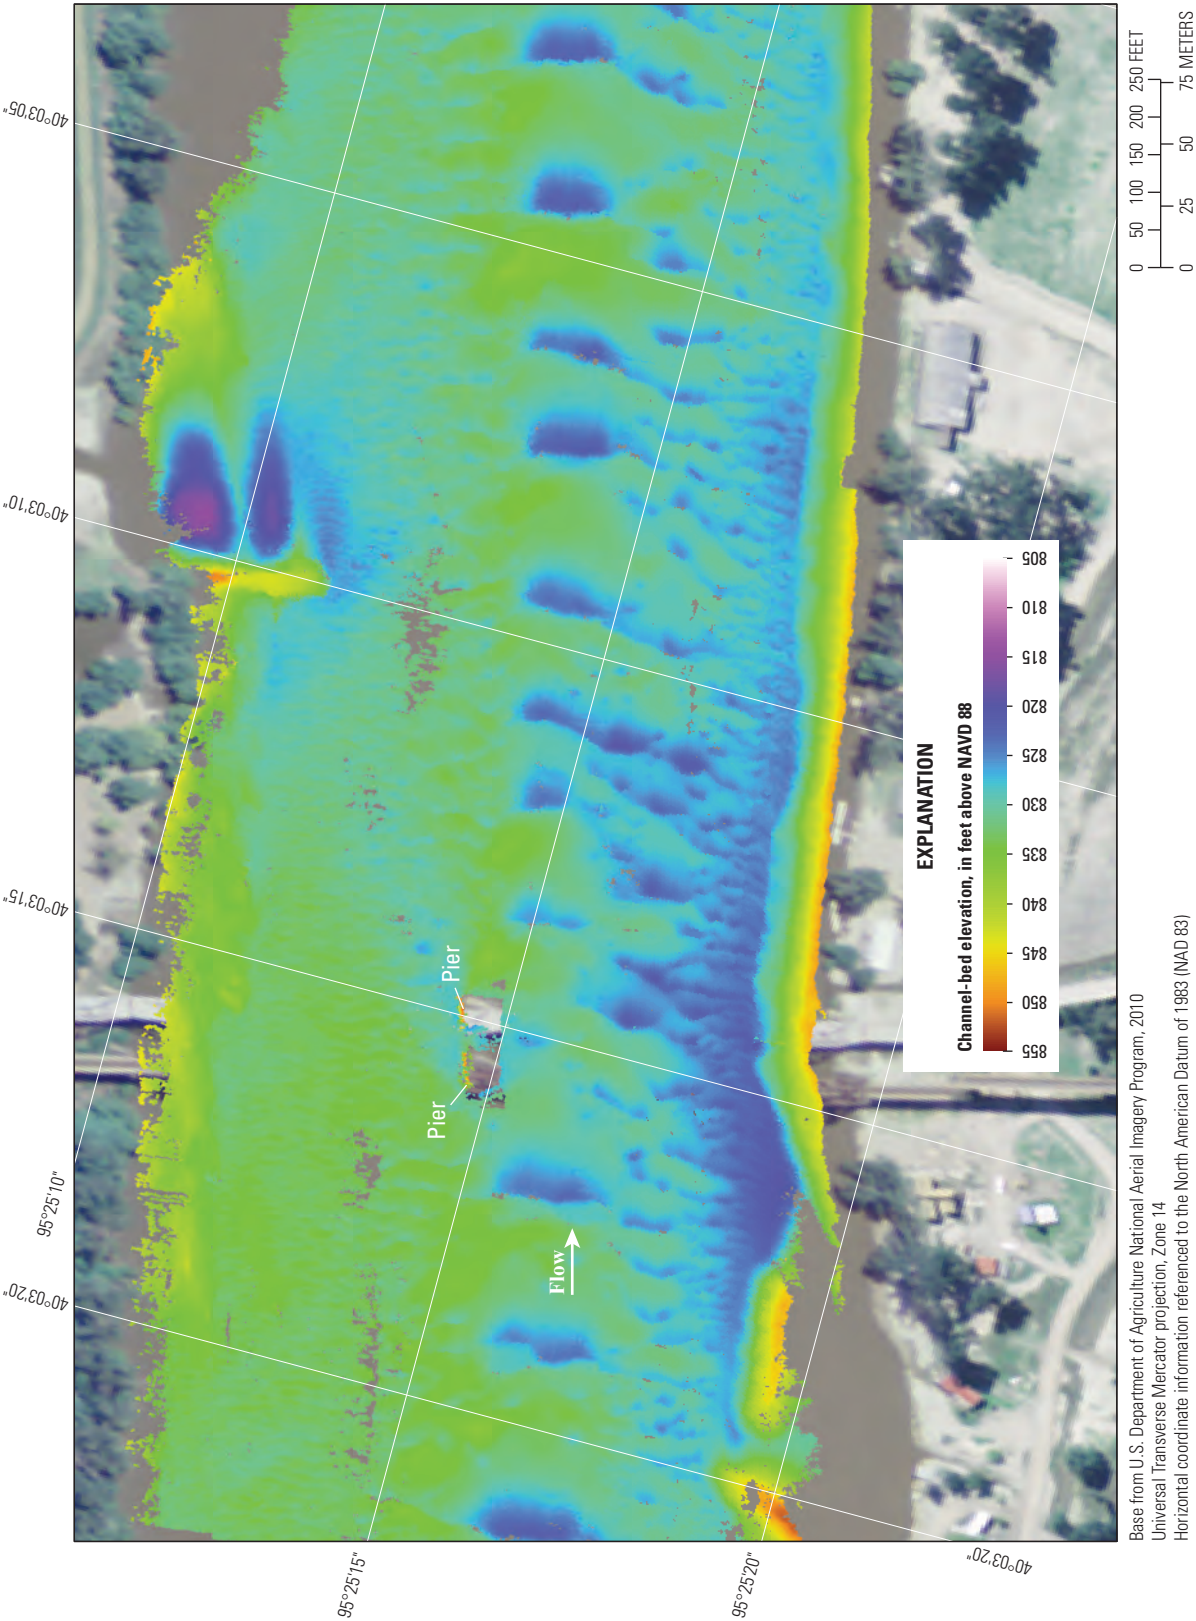 40°03'05"
40°03'10"
40°03'15"
95°25'10"
40°03'20"
Pier
Pier
Flow
EXPLANATION
Channel-bed elevation, in feet above NAVD 88
855 850 845 840 835 830 825 820 815 810 805
95°25'15"
95°25'20"
40°03'20"
0 50 100 150 200 250 FEET
0 25 50 75 METERS
Base from U.S. Department of Agriculture National Aerial Imagery Program, 2010
Universal Transverse Mercator projection, Zone 14
Horizontal coordinate information referenced to the North American Datum of 1983 (NAD 83)